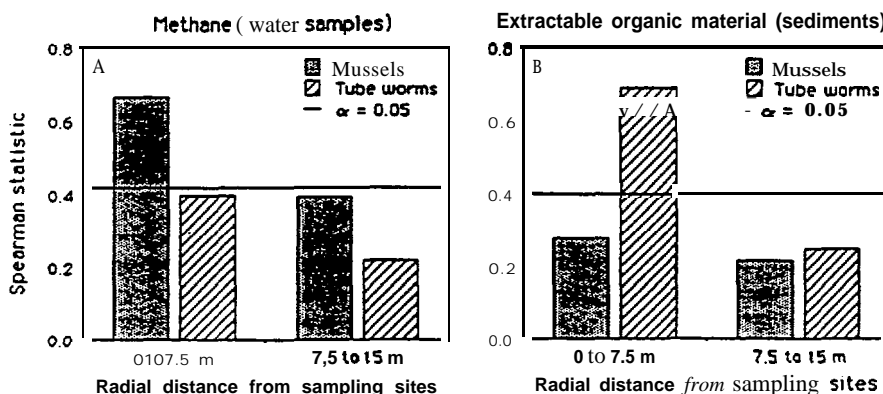 Methane ( water samples)
0.8
A
Mussels
Tube worms
α = 0.05
0.6
0.4
0.2
0.0
Spearman statistic
0107.5 m
7,5 to 15 m
Radial distance from sampling sites
Extractable organic material (sediments)
0.8
B
Mussels
Tube worms
v / / A
- α = 0.05
0.6
0.4
0.2
0.0
0 to 7.5 m
7.5 to 15 m
Radial distance from sampling sites